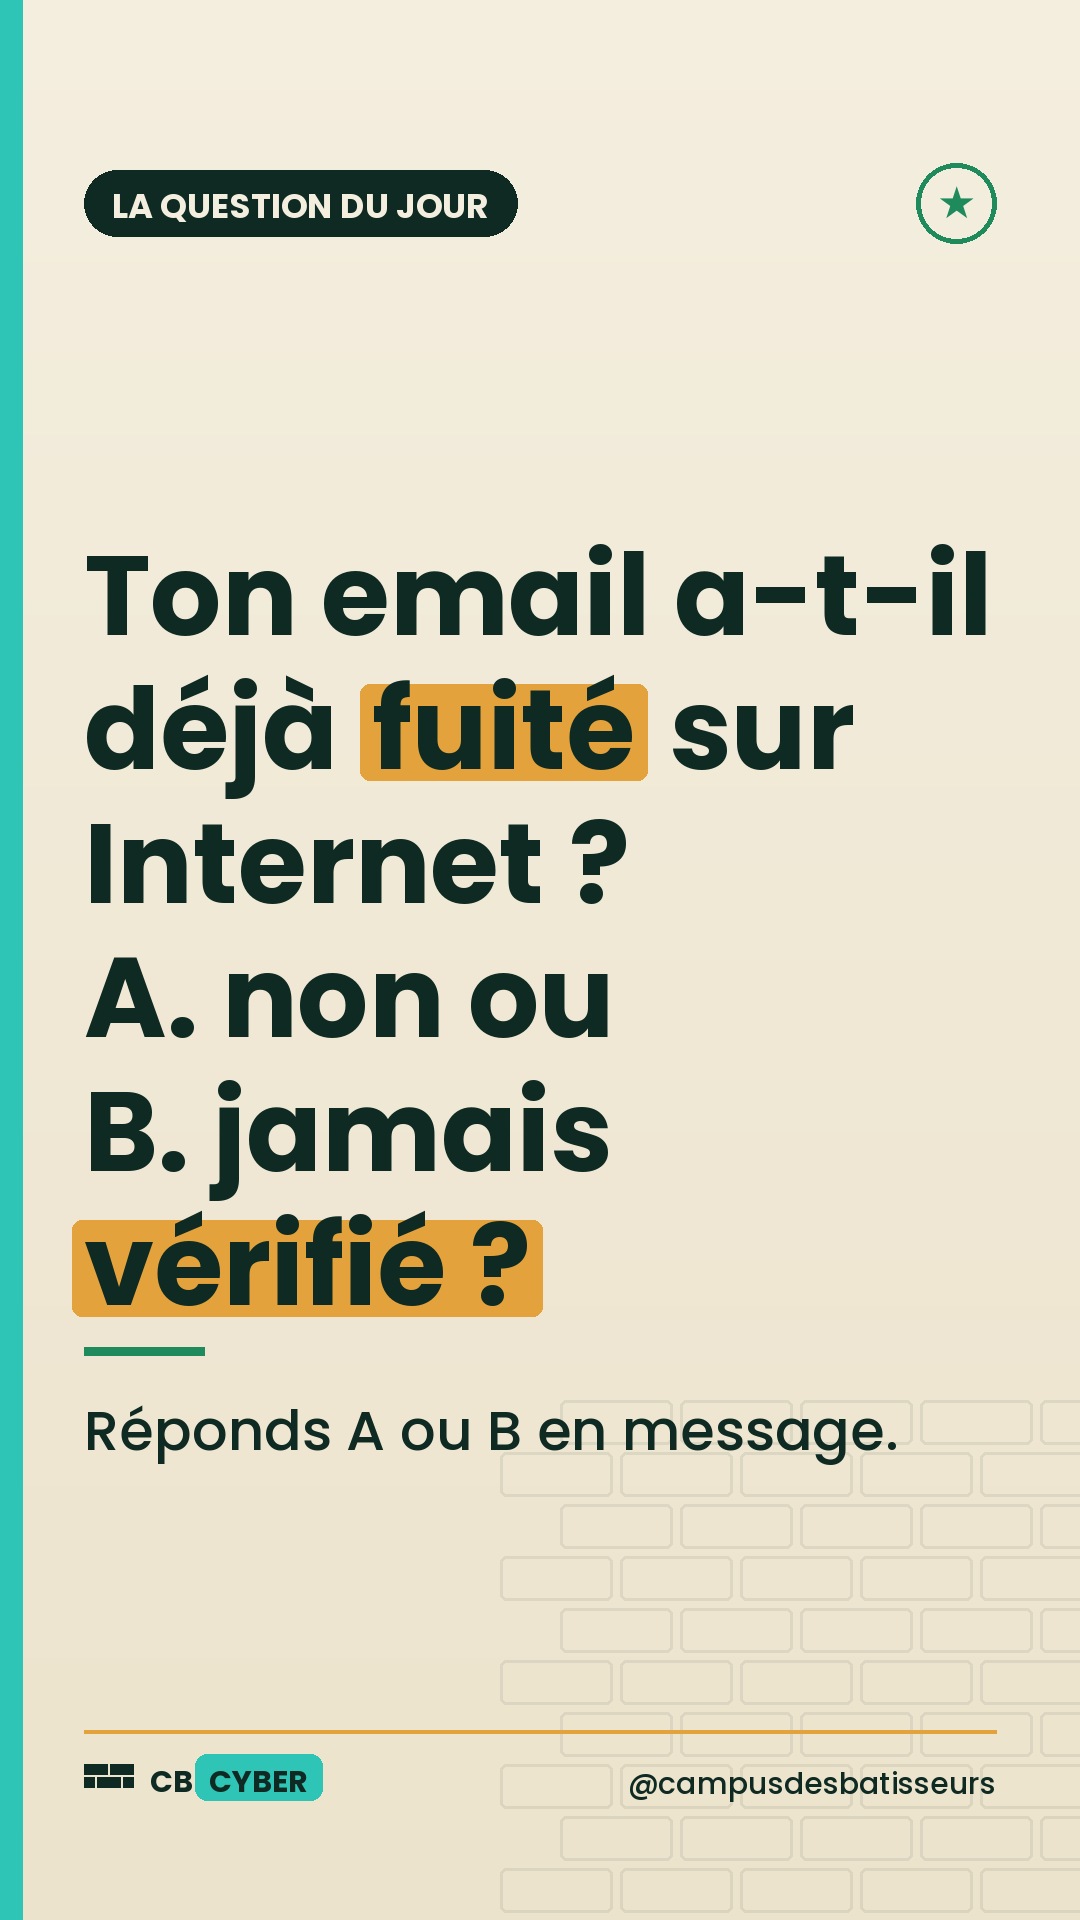 LA QUESTION DU JOUR
Ton email a-t-il
déjà fuité sur
Internet ?
A. non ou
B. jamais
vérifié ?
Réponds A ou B en message.
CB CYBER
@campusdesbatisseurs